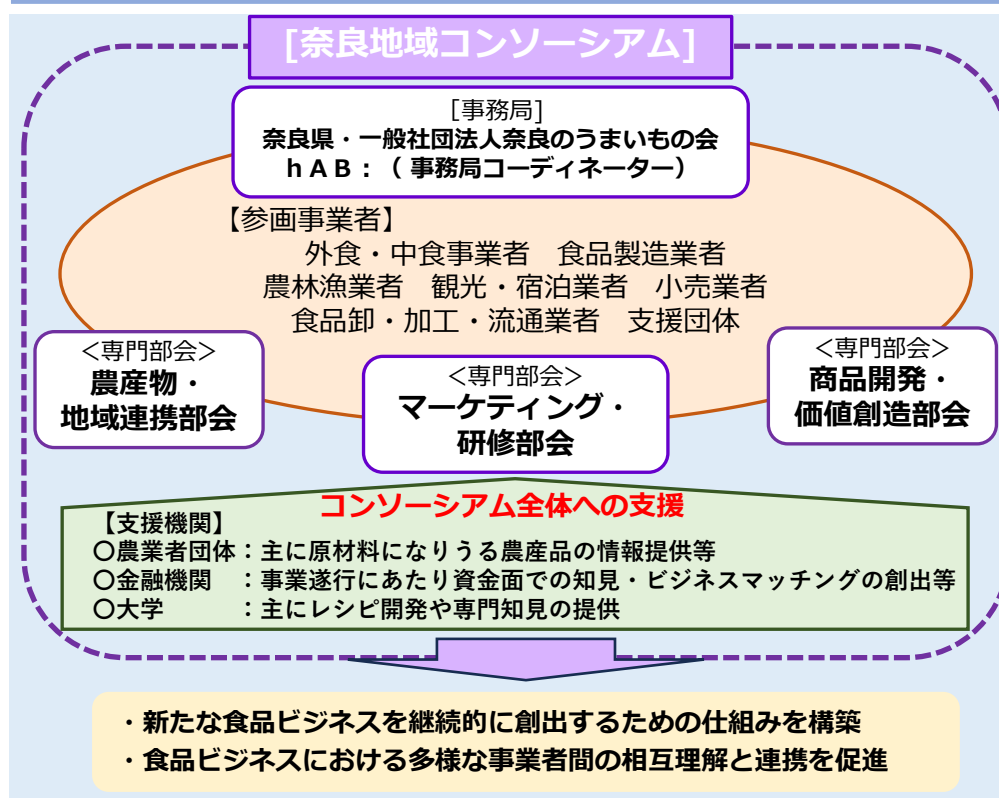 [奈良地域コンソーシアム]
[事務局]
奈良県・一般社団法人奈良のうまいもの会
hAB:(事務局コーディネーター)
【参画事業者】
外食・中食事業者 食品製造業者
農林漁業者 観光・宿泊業者 小売業者
食品卸・加工・流通業者 支援団体
<専門部会>
農産物・
地域連携部会
<専門部会>
マーケティング・
研修部会
<専門部会>
商品開発・
価値創造部会
コンソーシアム全体への支援
【支援機関】
〇農業者団体:主に原材料になりうる農産品の情報提供等
〇金融機関 :事業遂行にあたり資金面での知見・ビジネスマッチングの創出等
〇大学 :主にレシピ開発や専門知見の提供
・新たな食品ビジネスを継続的に創出するための仕組みを構築
・食品ビジネスにおける多様な事業者間の相互理解と連携を促進